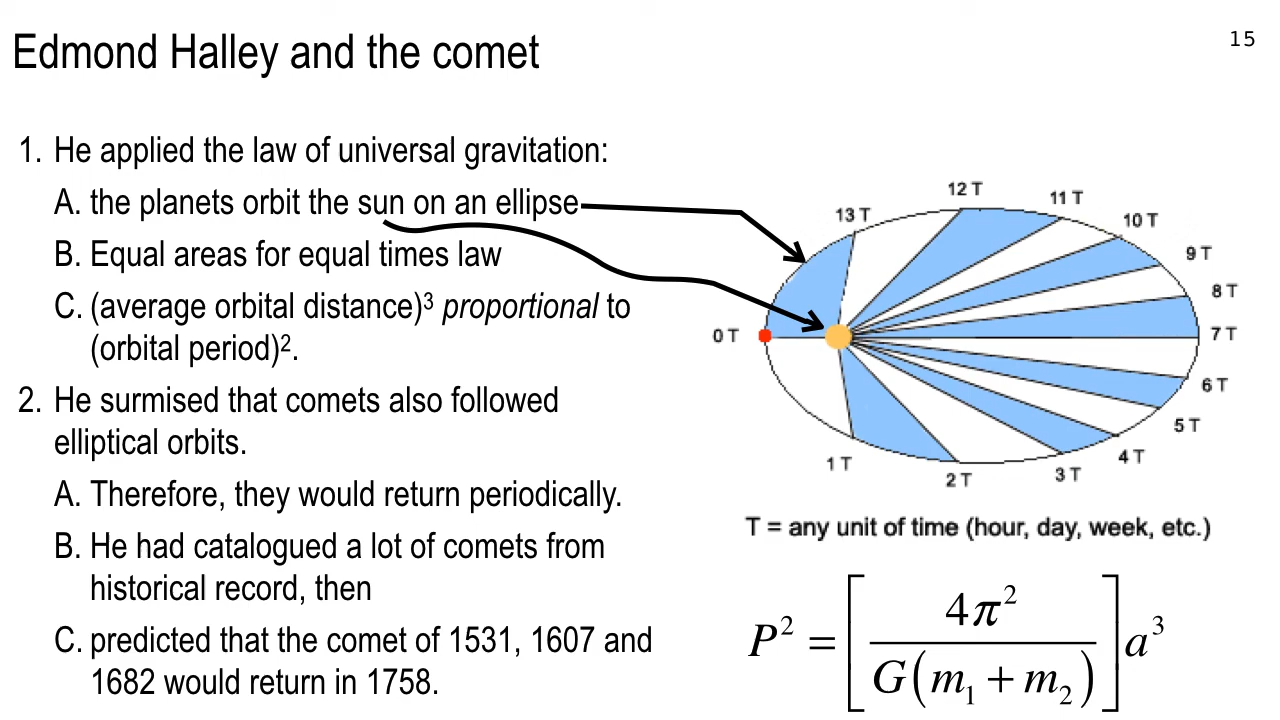 Edmond Halley and the comet
15
1. He applied the law of universal gravitation:
A. the planets orbit the sun on an ellipse
B. Equal areas for equal times law
C. (average orbital distance)³ proportional to
(orbital period)².
2. He surmised that comets also followed
elliptical orbits.
A. Therefore, they would return periodically.
B. He had catalogued a lot of comets from
historical record, then
C. predicted that the comet of 1531, 1607 and
1682 would return in 1758.
12 T
11 T
13 T
10 T
9 T
8 T
0 T
7 T
6 T
5 T
4 T
1 T
3 T
2 T
T = any unit of time (hour, day, week, etc.)
P² = [4π² / G(m₁ + m₂)] a³